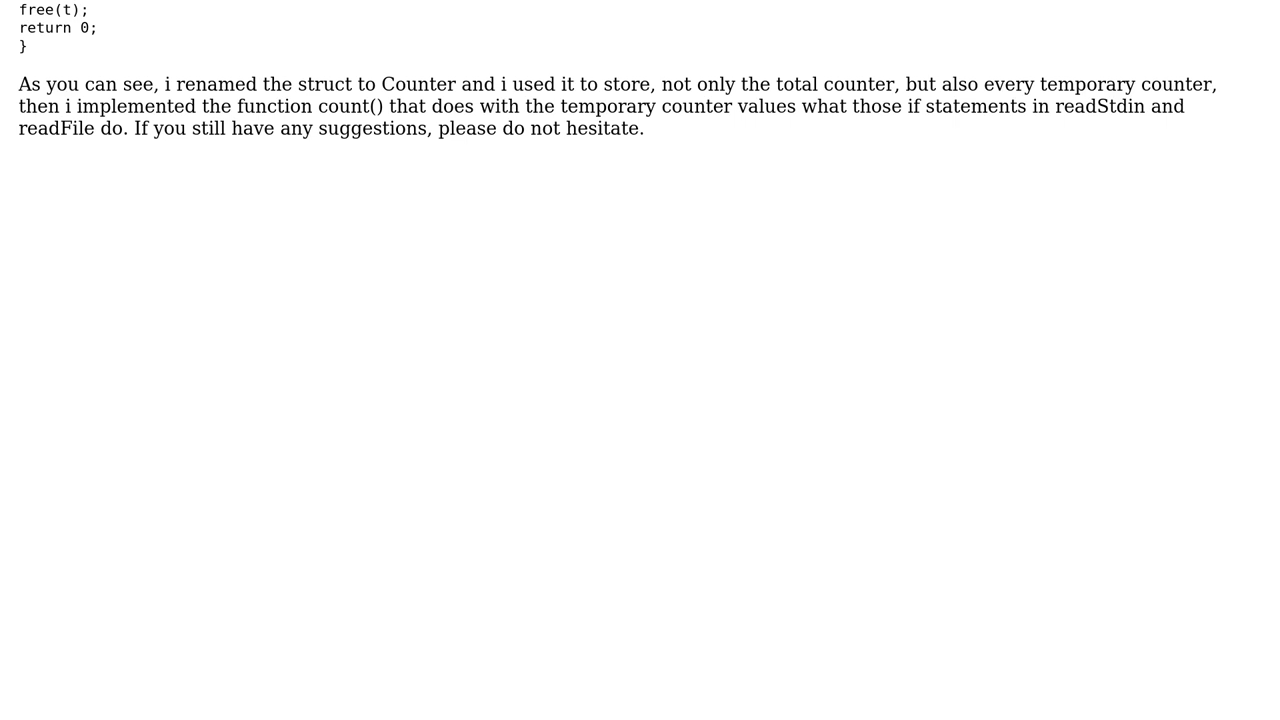 free(t);
return 0;
}
As you can see, i renamed the struct to Counter and i used it to store, not only the total counter, but also every temporary counter,
then i implemented the function count() that does with the temporary counter values what those if statements in readStdin and
readFile do. If you still have any suggestions, please do not hesitate.